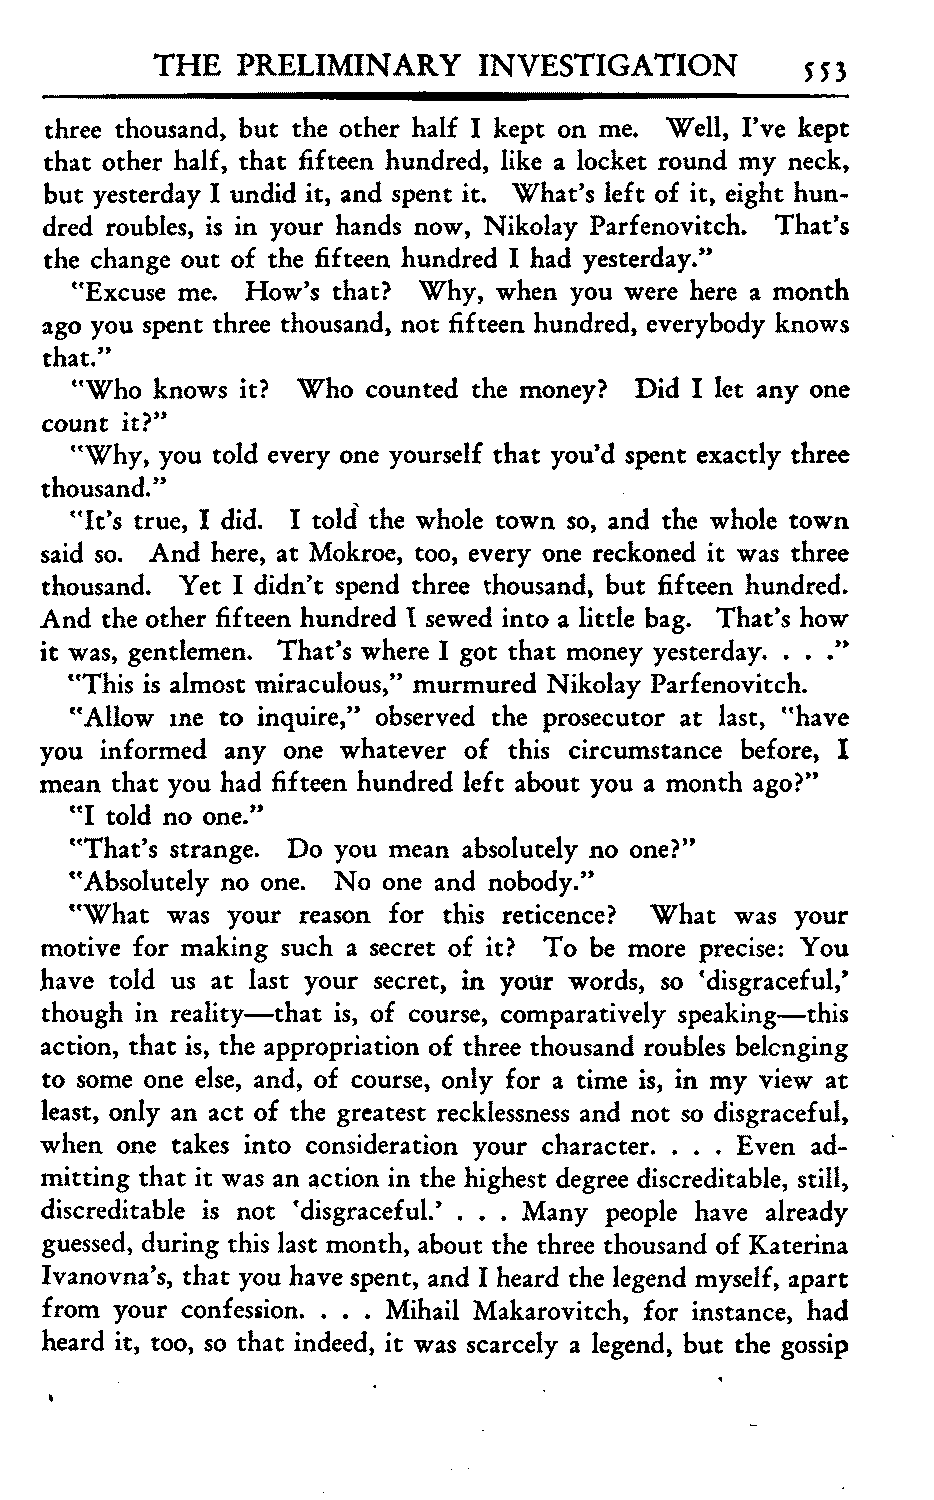 THE PRELIMINARY INVESTIGATION 553
three thousand, but the other half I kept on me. Well, I've kept
that other half, that fifteen hundred, like a locket round my neck,
but yesterday I undid it, and spent it. What's left of it, eight hun-
dred roubles, is in your hands now, Nikolay Parfenovitch. That's
the change out of the fifteen hundred I had yesterday."
"Excuse me. How's that? Why, when you were here a month
ago you spent three thousand, not fifteen hundred, everybody knows
that."
"Who knows it? Who counted the money? Did I let any one
count it?"
"Why, you told every one yourself that you'd spent exactly three
thousand."
"It's true, I did. I told the whole town so, and the whole town
said so. And here, at Mokroe, too, every one reckoned it was three
thousand. Yet I didn't spend three thousand, but fifteen hundred.
And the other fifteen hundred I sewed into a little bag. That's how
it was, gentlemen. That's where I got that money yesterday. . . ."
"This is almost miraculous," murmured Nikolay Parfenovitch.
"Allow me to inquire," observed the prosecutor at last, "have
you informed any one whatever of this circumstance before, I
mean that you had fifteen hundred left about you a month ago?"
"I told no one."
"That's strange. Do you mean absolutely no one?"
"Absolutely no one. No one and nobody."
"What was your reason for this reticence? What was your
motive for making such a secret of it? To be more precise: You
have told us at last your secret, in your words, so 'disgraceful,'
though in reality—that is, of course, comparatively speaking—this
action, that is, the appropriation of three thousand roubles belonging
to some one else, and, of course, only for a time is, in my view at
least, only an act of the greatest recklessness and not so disgraceful,
when one takes into consideration your character. . . . Even ad-
mitting that it was an action in the highest degree discreditable, still,
discreditable is not 'disgraceful.' . . . Many people have already
guessed, during this last month, about the three thousand of Katerina
Ivanovna's, that you have spent, and I heard the legend myself, apart
from your confession. . . . Mihail Makarovitch, for instance, had
heard it, too, so that indeed, it was scarcely a legend, but the gossip